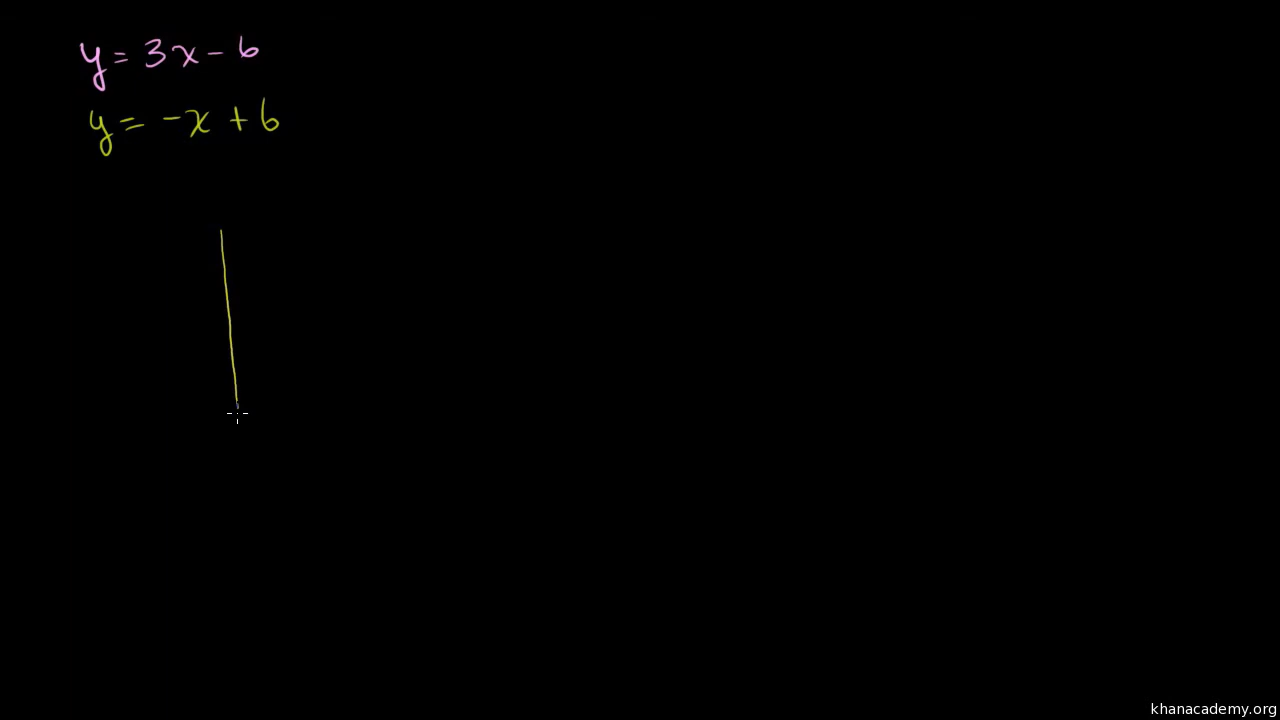 y = 3x - 6
y = -x + 6
khanacademy.org